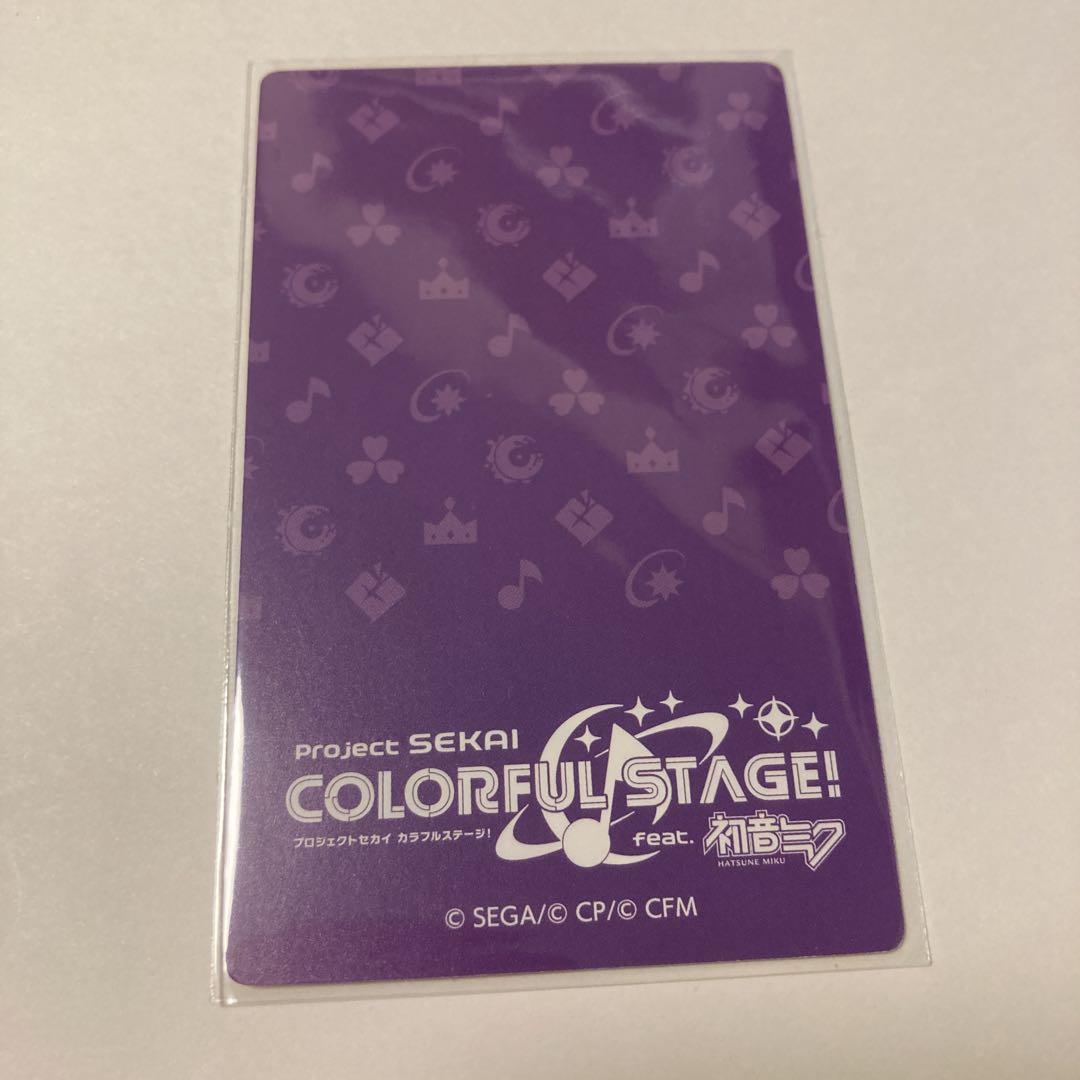 Project SEKAI
COLORFUL STAGE!
プロジェクトセカイ カラフルステージ!
feat. 初音ミク
HATSUNE MIKU
© SEGA/© CP/© CFM